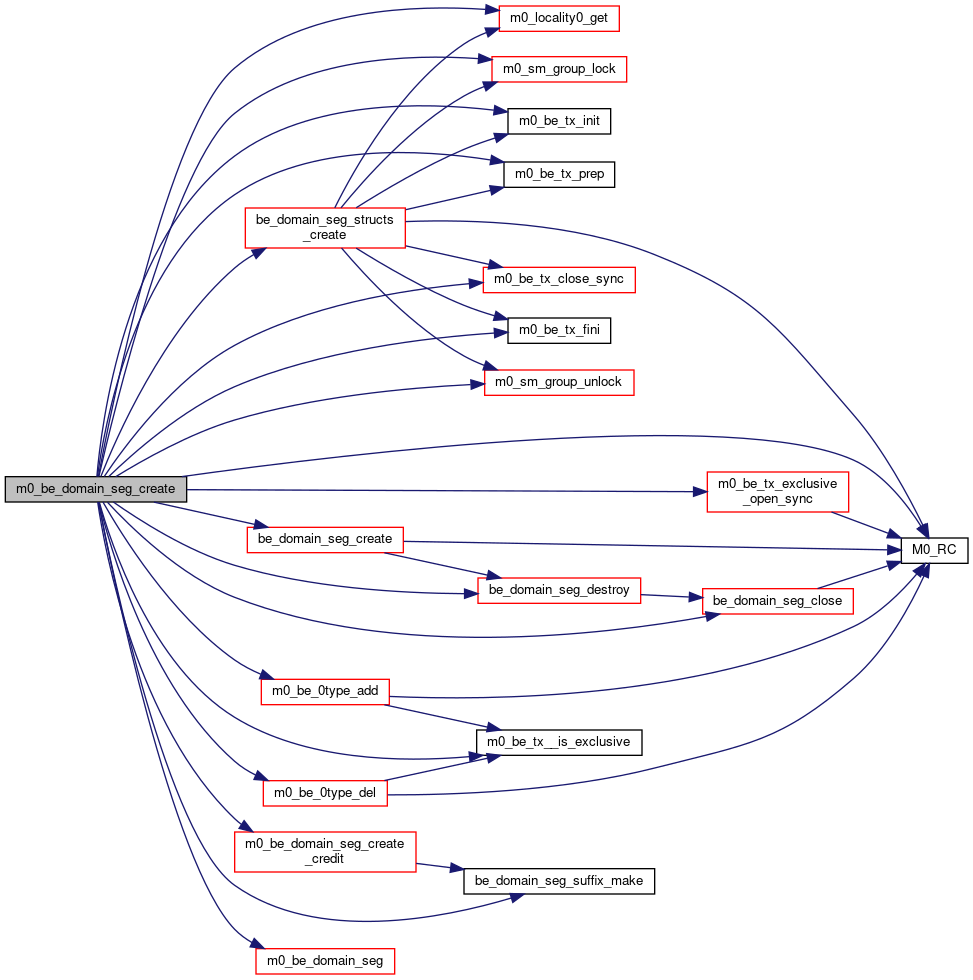 m0_locality0_get
m0_sm_group_lock
m0_be_tx_init
m0_be_tx_prep
be_domain_seg_structs
_create
m0_be_tx_close_sync
m0_be_tx_fini
m0_sm_group_unlock
m0_be_domain_seg_create
m0_be_tx_exclusive
_open_sync
be_domain_seg_create
M0_RC
be_domain_seg_destroy
be_domain_seg_close
m0_be_0type_add
m0_be_tx__is_exclusive
m0_be_0type_del
m0_be_domain_seg_create
_credit
be_domain_seg_suffix_make
m0_be_domain_seg